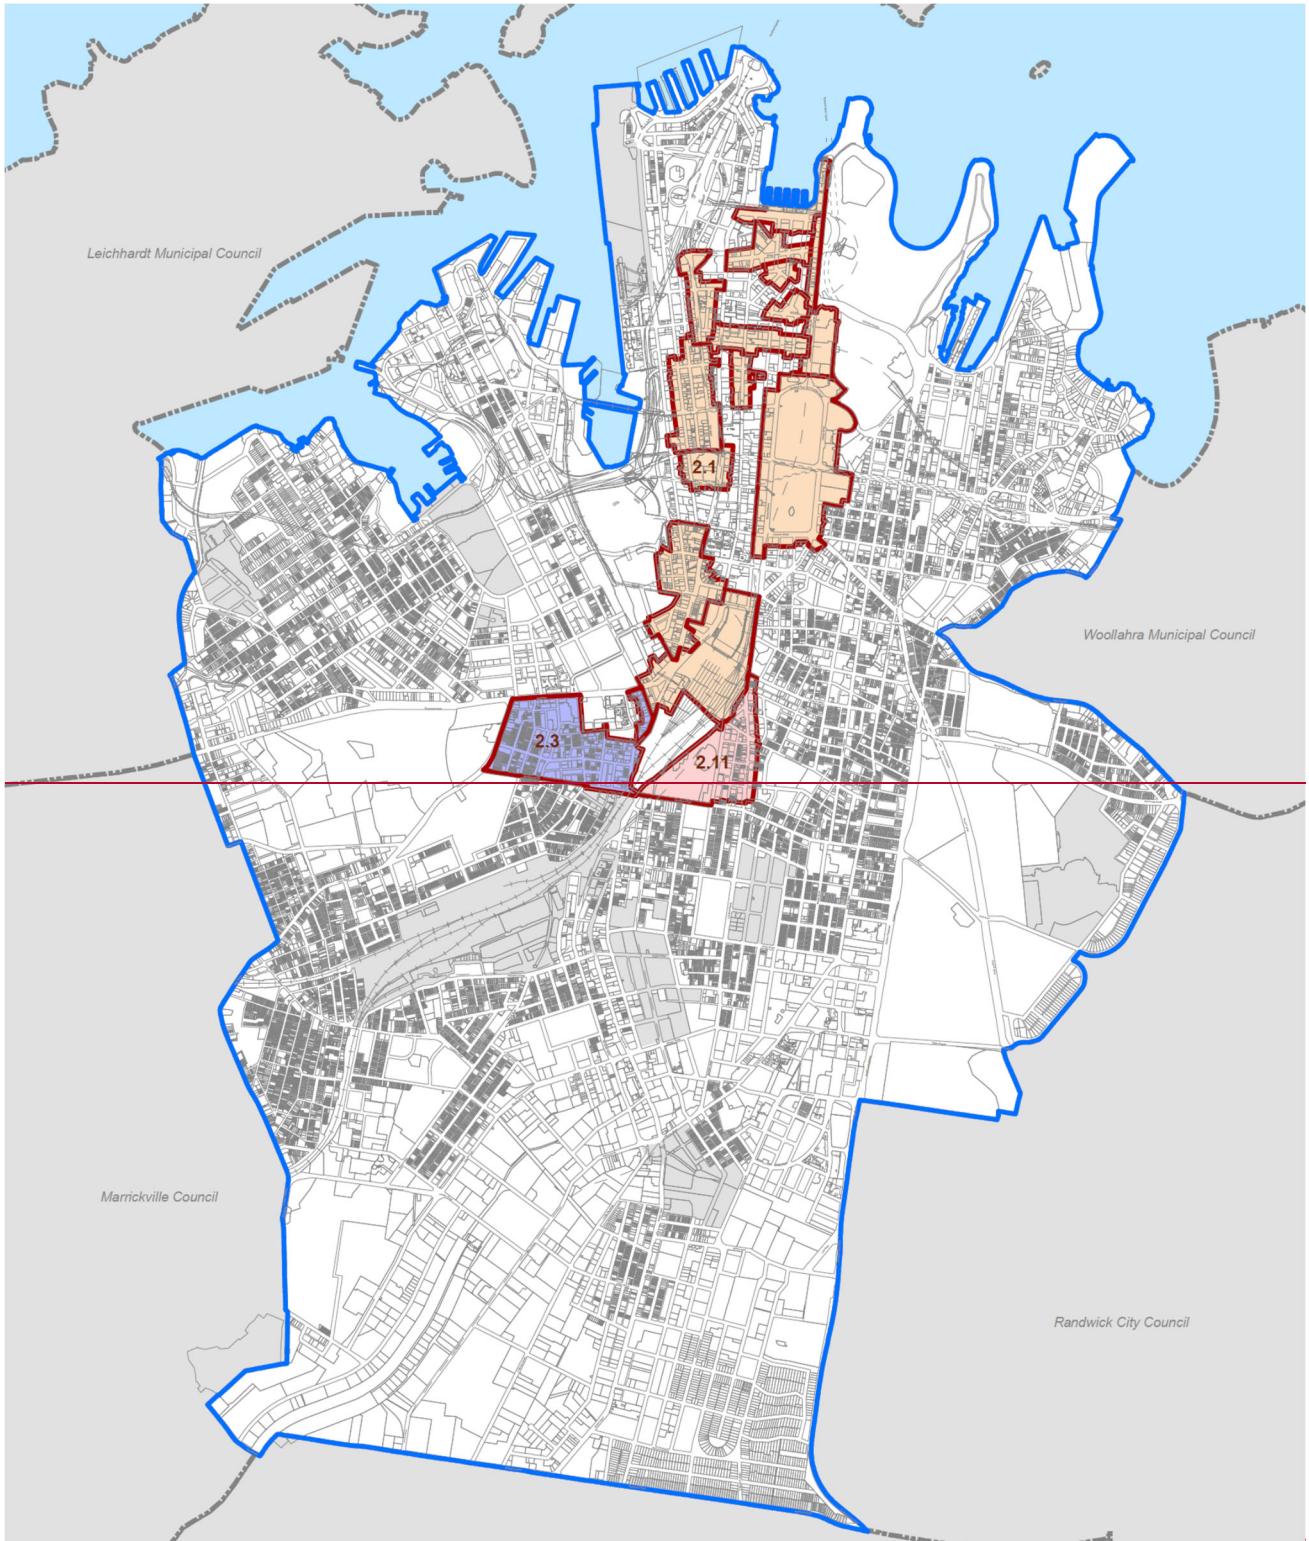 Leichhardt Municipal Council
2.1
Woollahra Municipal Council
2.3
2.11
Marrickville Council
Randwick City Council